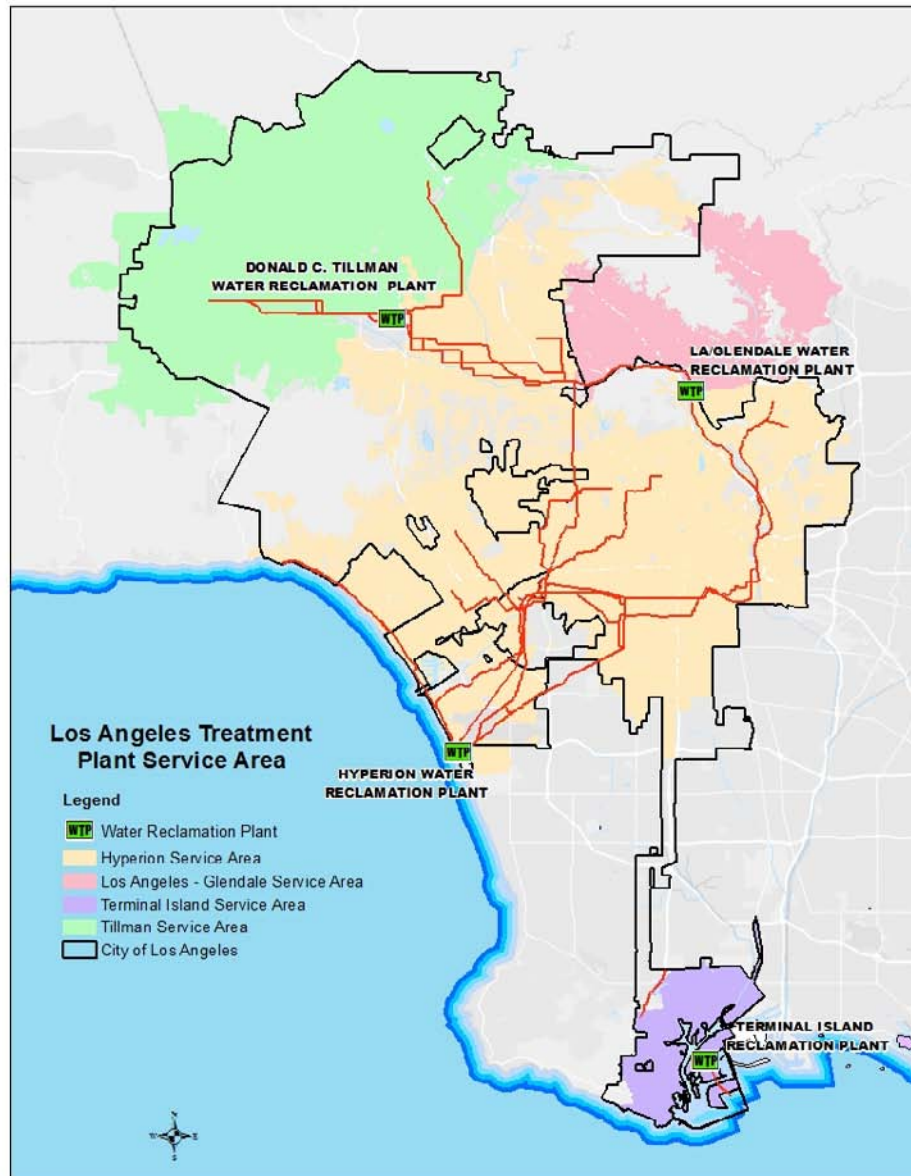 DONALD C. TILLMAN
WATER RECLAMATION PLANT
WTP
LA/GLENDALE WATER
RECLAMATION PLANT
WTP
Los Angeles Treatment
Plant Service Area
WTP
HYPERION WATER
RECLAMATION PLANT
Legend
WTP Water Reclamation Plant
Hyperion Service Area
Los Angeles - Glendale Service Area
Terminal Island Service Area
Tillman Service Area
City of Los Angeles
TERMINAL ISLAND
RECLAMATION PLANT
WTP
N
W E
S